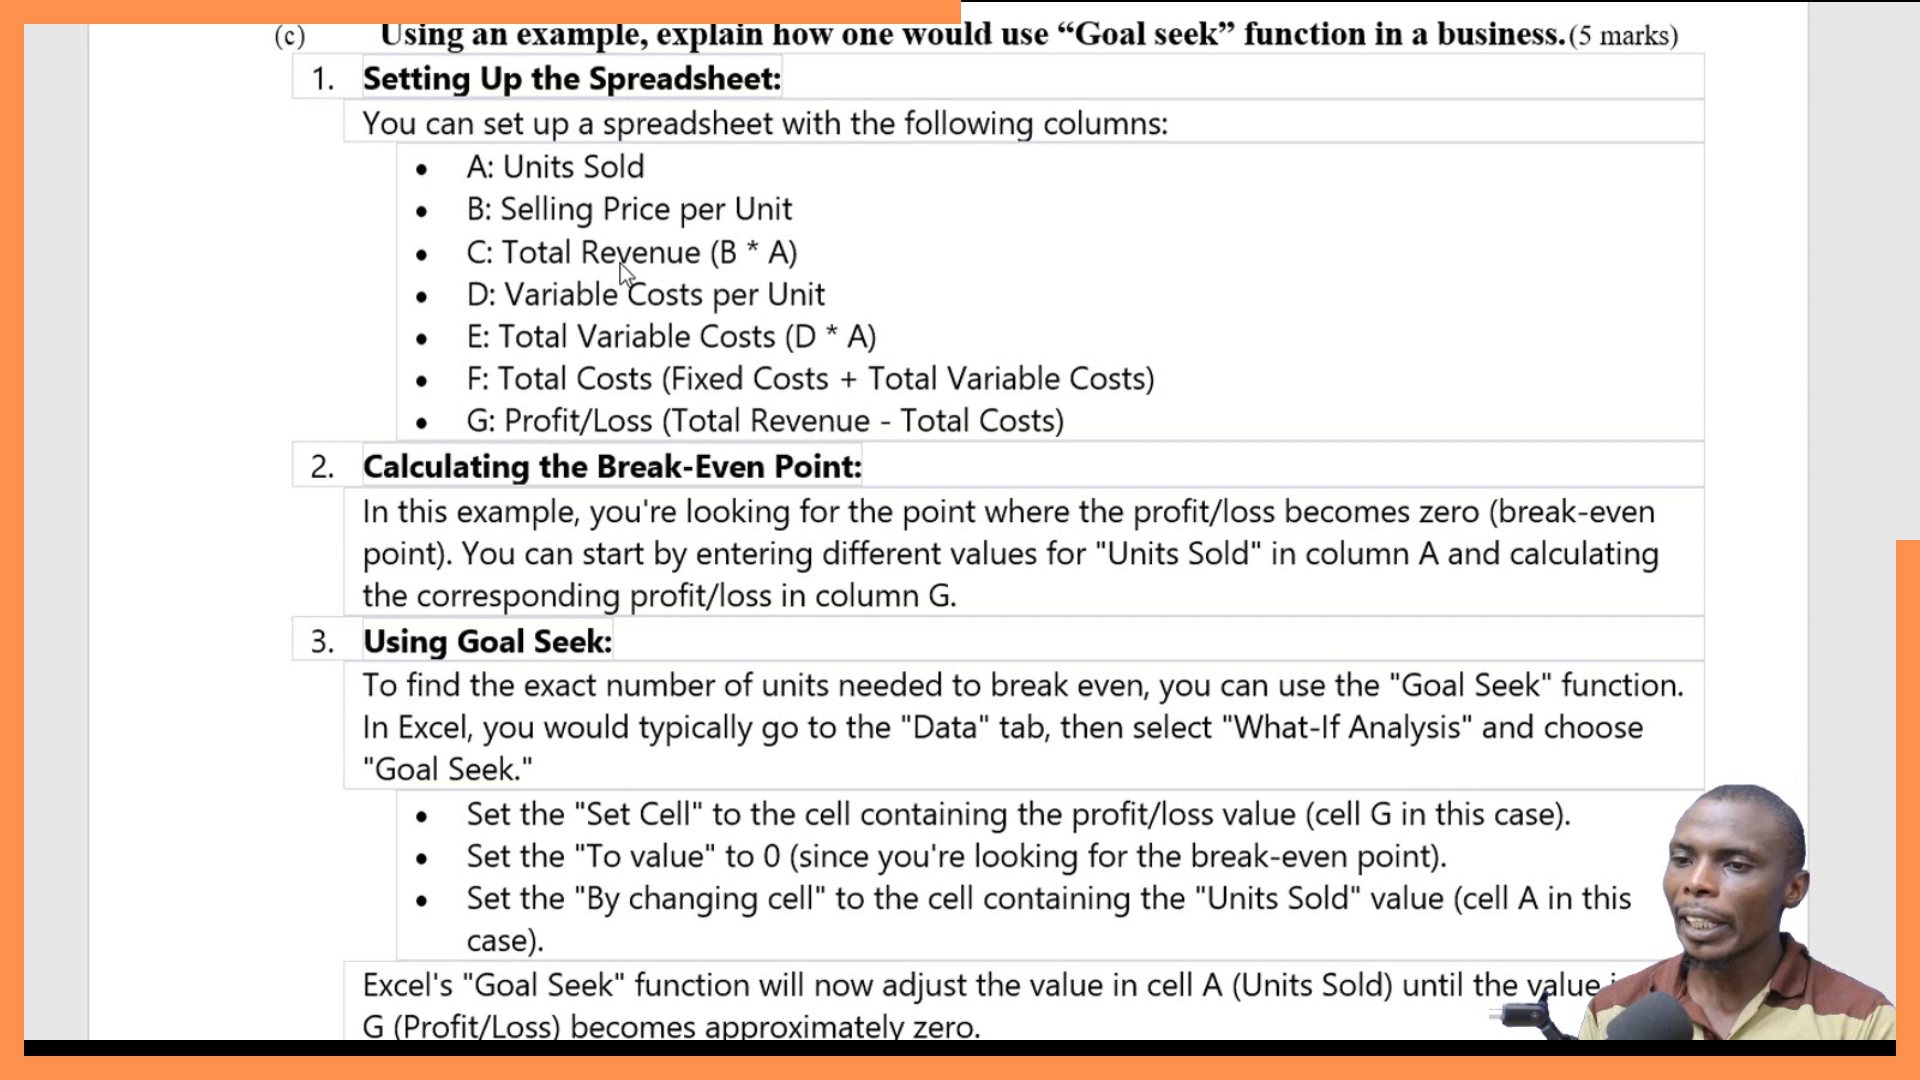 (c) Using an example, explain how one would use “Goal seek” function in a business.(5 marks)
1. Setting Up the Spreadsheet:
You can set up a spreadsheet with the following columns:
• A: Units Sold
• B: Selling Price per Unit
• C: Total Revenue (B * A)
• D: Variable Costs per Unit
• E: Total Variable Costs (D * A)
• F: Total Costs (Fixed Costs + Total Variable Costs)
• G: Profit/Loss (Total Revenue - Total Costs)
2. Calculating the Break-Even Point:
In this example, you're looking for the point where the profit/loss becomes zero (break-even
point). You can start by entering different values for "Units Sold" in column A and calculating
the corresponding profit/loss in column G.
3. Using Goal Seek:
To find the exact number of units needed to break even, you can use the "Goal Seek" function.
In Excel, you would typically go to the "Data" tab, then select "What-If Analysis" and choose
"Goal Seek."
• Set the "Set Cell" to the cell containing the profit/loss value (cell G in this case).
• Set the "To value" to 0 (since you're looking for the break-even point).
• Set the "By changing cell" to the cell containing the "Units Sold" value (cell A in this
case).
Excel's "Goal Seek" function will now adjust the value in cell A (Units Sold) until the value
G (Profit/Loss) becomes approximately zero.